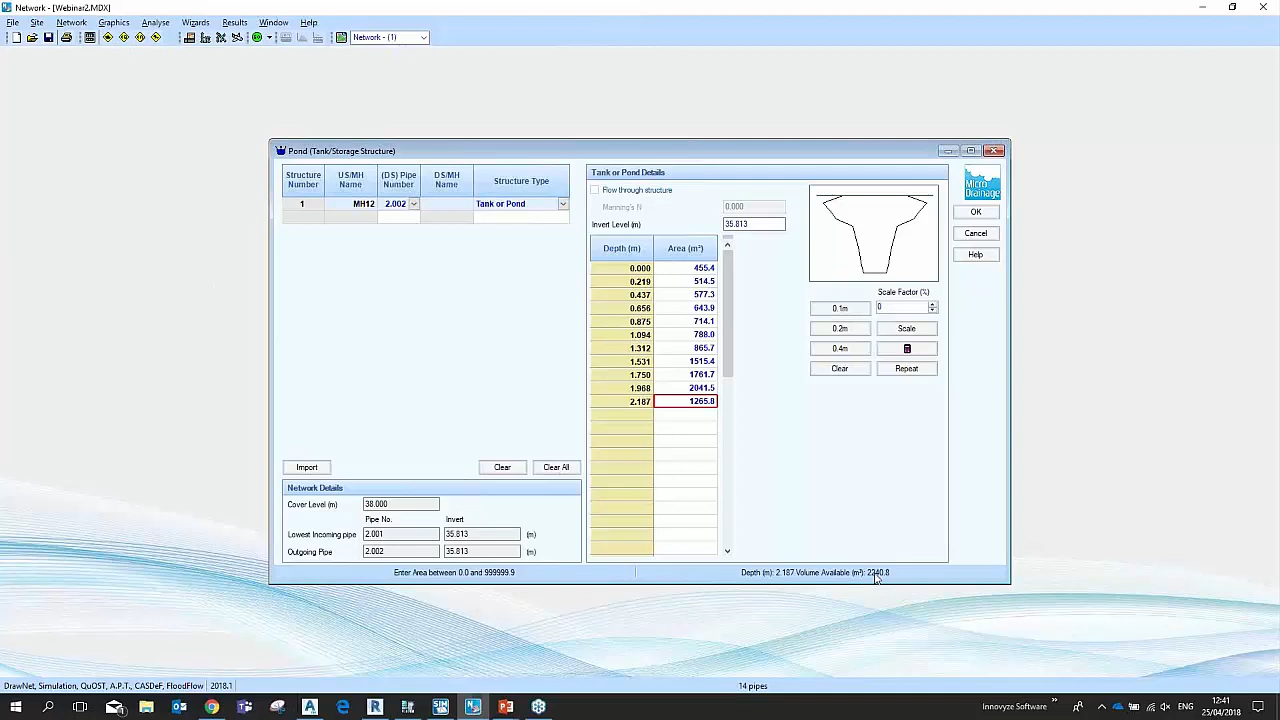 Network - [Webinar2.MDX]
File Site Network Graphics Analyse Wizards Results Window Help
Network - (1)
Pond (Tank/Storage Structure)
Structure Number US/MH Name (DS) Pipe Number DS/MH Name Structure Type
1 MH12 2.002 Tank or Pond
Import Clear Clear All
Network Details
Cover Level (m) 38.000
Pipe No. Invert
Lowest Incoming pipe 2.001 35.813 (m)
Outgoing Pipe 2.002 35.813 (m)
Tank or Pond Details
Flow through structure
Manning's N 0.000
Invert Level (m) 35.813
Depth (m) Area (m²)
0.000 455.4
0.219 514.5
0.437 577.3
0.656 643.9
0.875 714.1
1.094 788.0
1.312 865.7
1.531 1515.4
1.750 1761.7
1.968 2041.5
2.187 1265.8
Scale Factor (%)
0.1m 0
0.2m Scale
0.4m
Clear Repeat
Micro Drainage
OK
Cancel
Help
Enter Area between 0.0 and 999999.9
Depth (m): 2.187 Volume Available (m³):
DrawNet, Simulation, QuOST, A.P.T., CASDeF, FloodFlow 2018.1 14 pipes
Innovyze Software ENG 12:41
25/04/2018